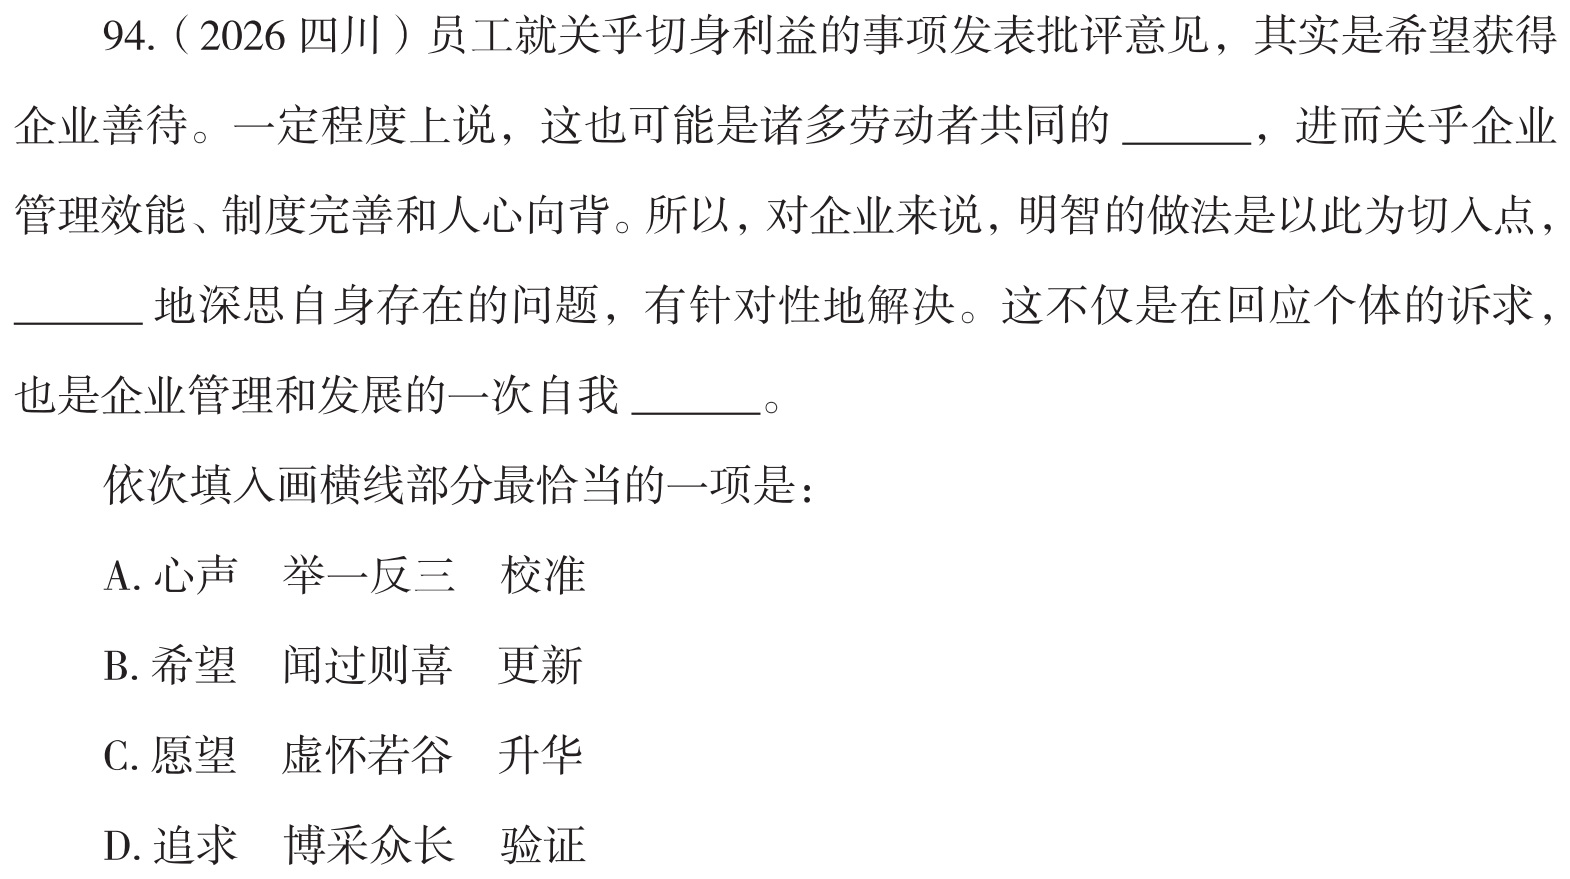 94.（2026 四川）员工就关乎切身利益的事项发表批评意见，其实是希望获得
企业善待。一定程度上说，这也可能是诸多劳动者共同的 ______，进而关乎企业
管理效能、制度完善和人心向背。所以，对企业来说，明智的做法是以此为切入点，
______ 地深思自身存在的问题，有针对性地解决。这不仅是在回应个体的诉求，
也是企业管理和发展的一次自我 ______。
依次填入画横线部分最恰当的一项是：
A. 心声　举一反三　校准
B. 希望　闻过则喜　更新
C. 愿望　虚怀若谷　升华
D. 追求　博采众长　验证